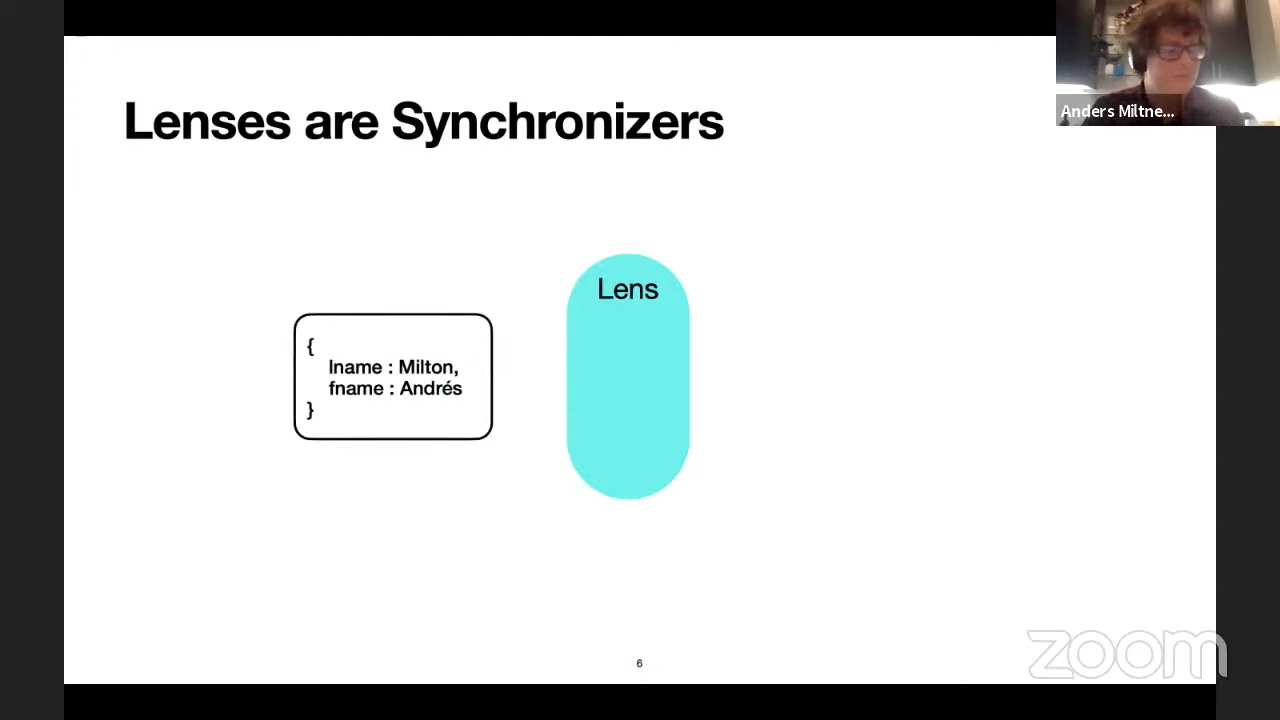 Lenses are Synchronizers
Anders Miltne...
Lens
{
lname : Milton,
fname : Andrés
}
6
zoom